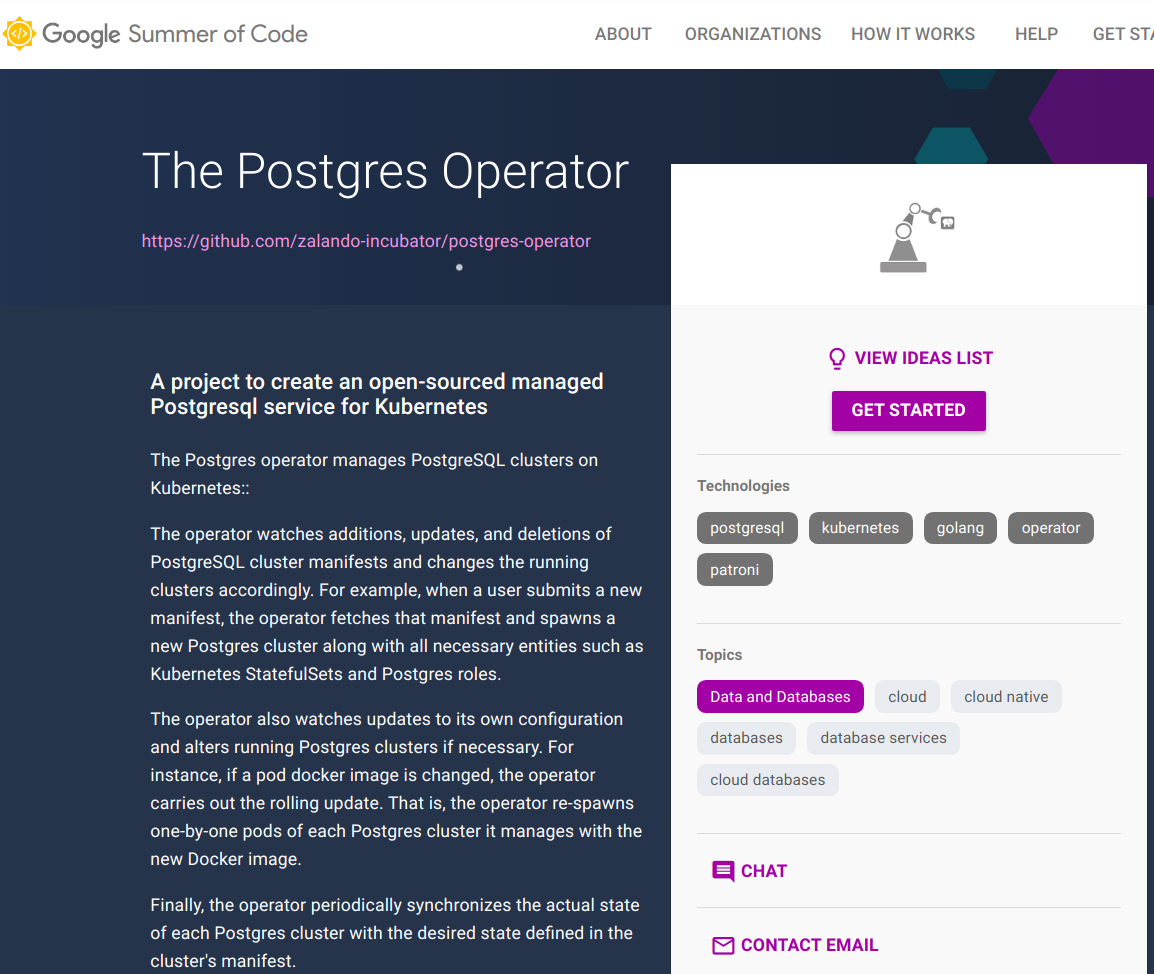 Google Summer of Code
ABOUT
ORGANIZATIONS
HOW IT WORKS
HELP
GET STA
The Postgres Operator
https://github.com/zalando-incubator/postgres-operator
A project to create an open-sourced managed
Postgresql service for Kubernetes
The Postgres operator manages PostgreSQL clusters on
Kubernetes::
The operator watches additions, updates, and deletions of
PostgreSQL cluster manifests and changes the running
clusters accordingly. For example, when a user submits a new
manifest, the operator fetches that manifest and spawns a
new Postgres cluster along with all necessary entities such as
Kubernetes StatefulSets and Postgres roles.
The operator also watches updates to its own configuration
and alters running Postgres clusters if necessary. For
instance, if a pod docker image is changed, the operator
carries out the rolling update. That is, the operator re-spawns
one-by-one pods of each Postgres cluster it manages with the
new Docker image.
Finally, the operator periodically synchronizes the actual state
of each Postgres cluster with the desired state defined in the
cluster's manifest.
VIEW IDEAS LIST
GET STARTED
Technologies
postgresql
kubernetes
golang
operator
patroni
Topics
Data and Databases
cloud
cloud native
databases
database services
cloud databases
CHAT
CONTACT EMAIL